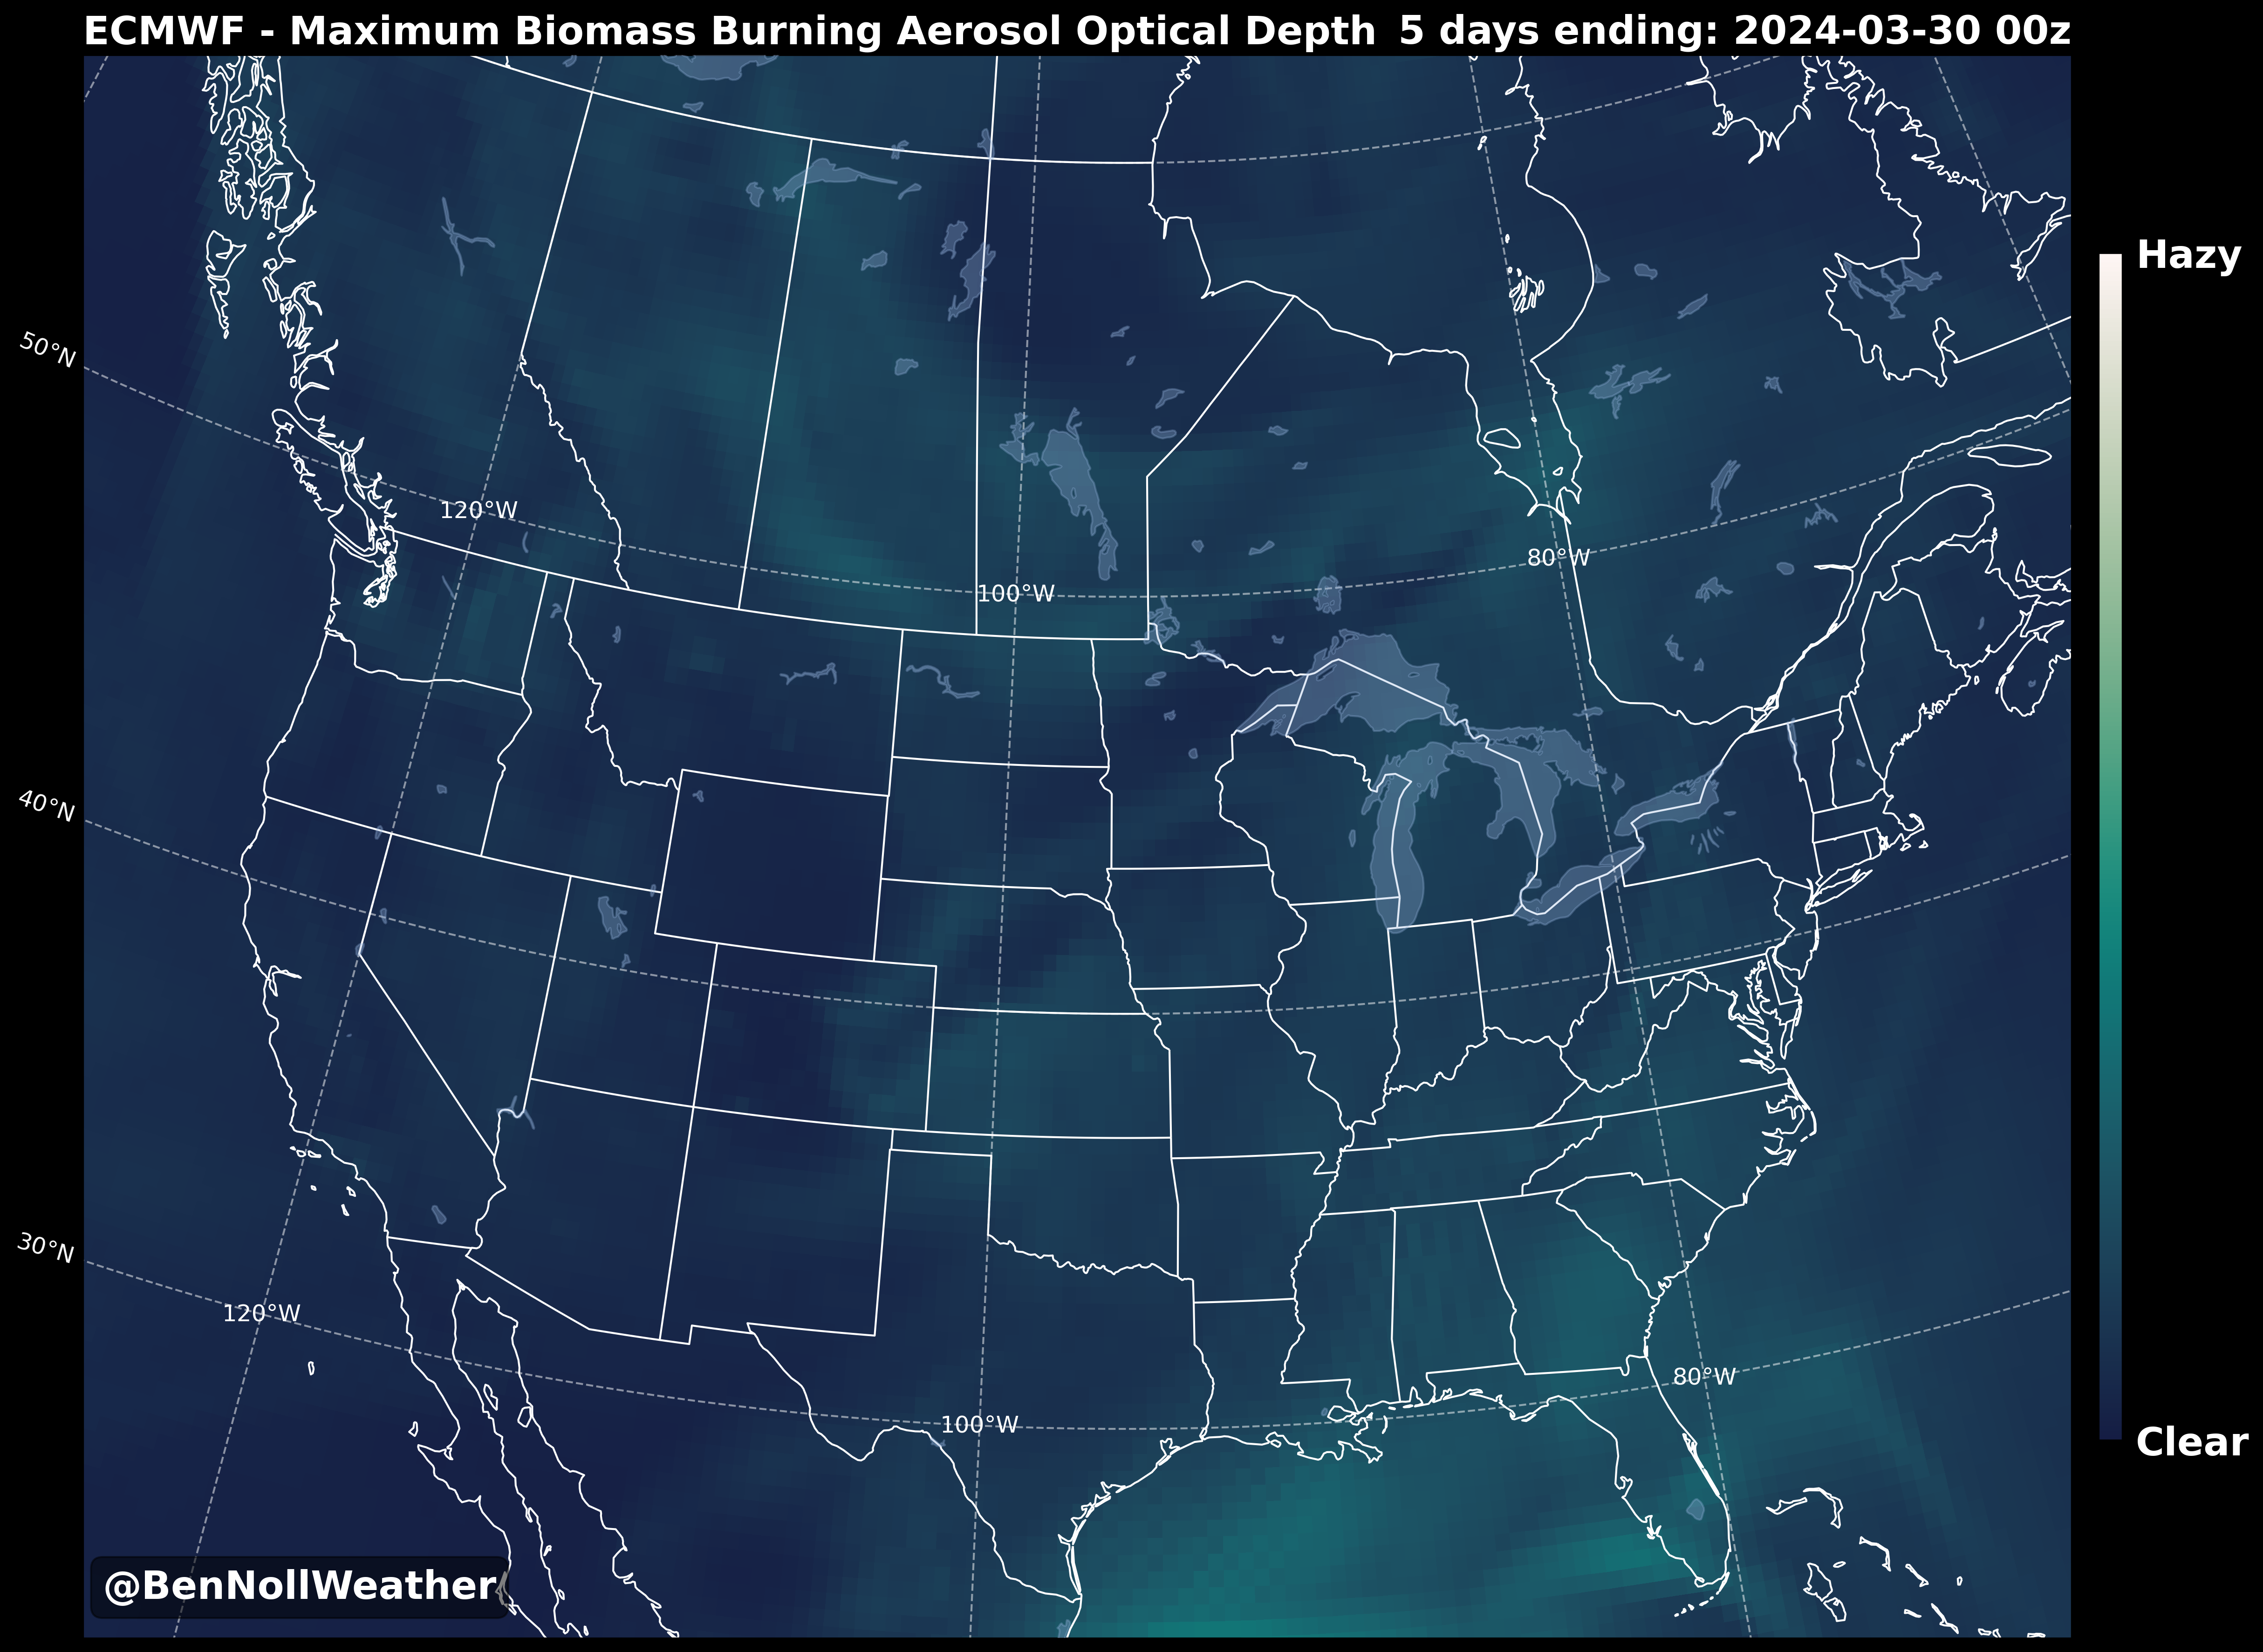 ECMWF - Maximum Biomass Burning Aerosol Optical Depth 5 days ending: 2024-03-30 00z
Hazy
50°N
120°W
80°W
100°W
40°N
30°N
120°W
80°W
100°W
Clear
@BenNollWeather